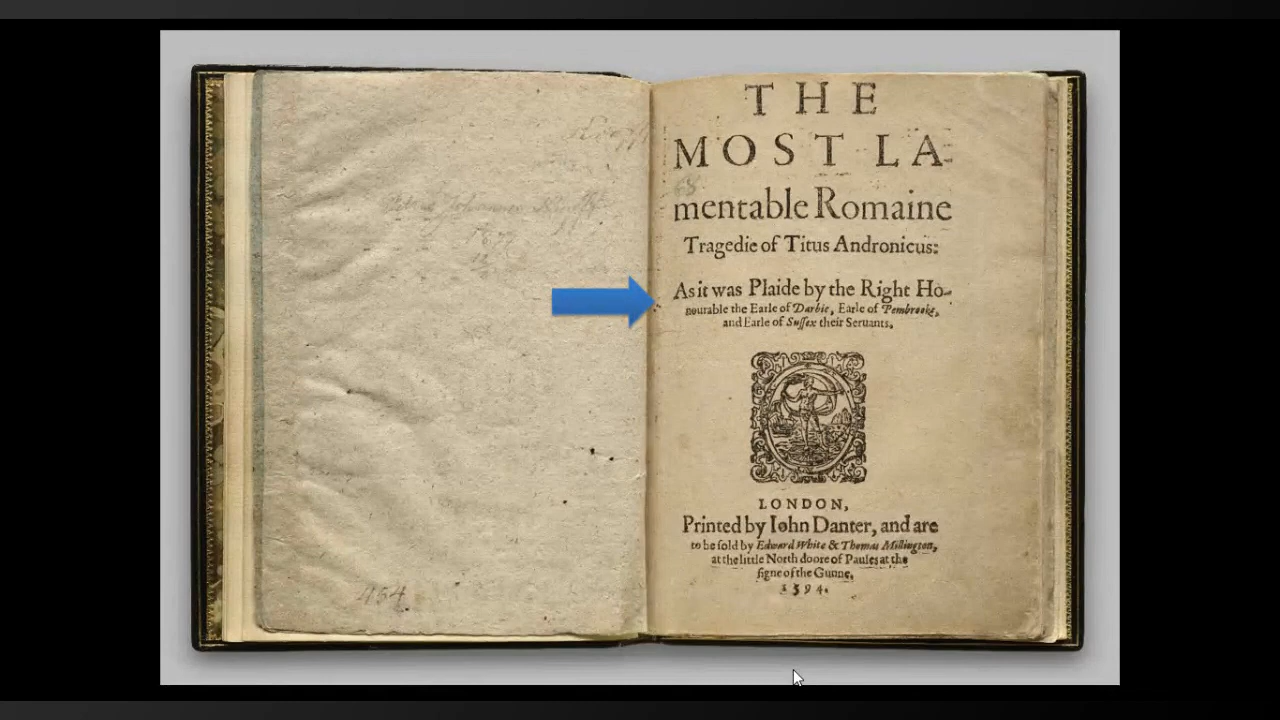 THE
MOST LA-
mentable Romaine
Tragedie of Titus Andronicus:
As it was Plaide by the Right Ho-
nourable the Earle of Darbie, Earle of Pembrooke,
and Earle of Sussex their Seruants.
LONDON,
Printed by Iohn Danter, and are
to be sold by Edward White & Thomas Millington,
at the little North doore of Paules at the
signe of the Gunne.
1594.